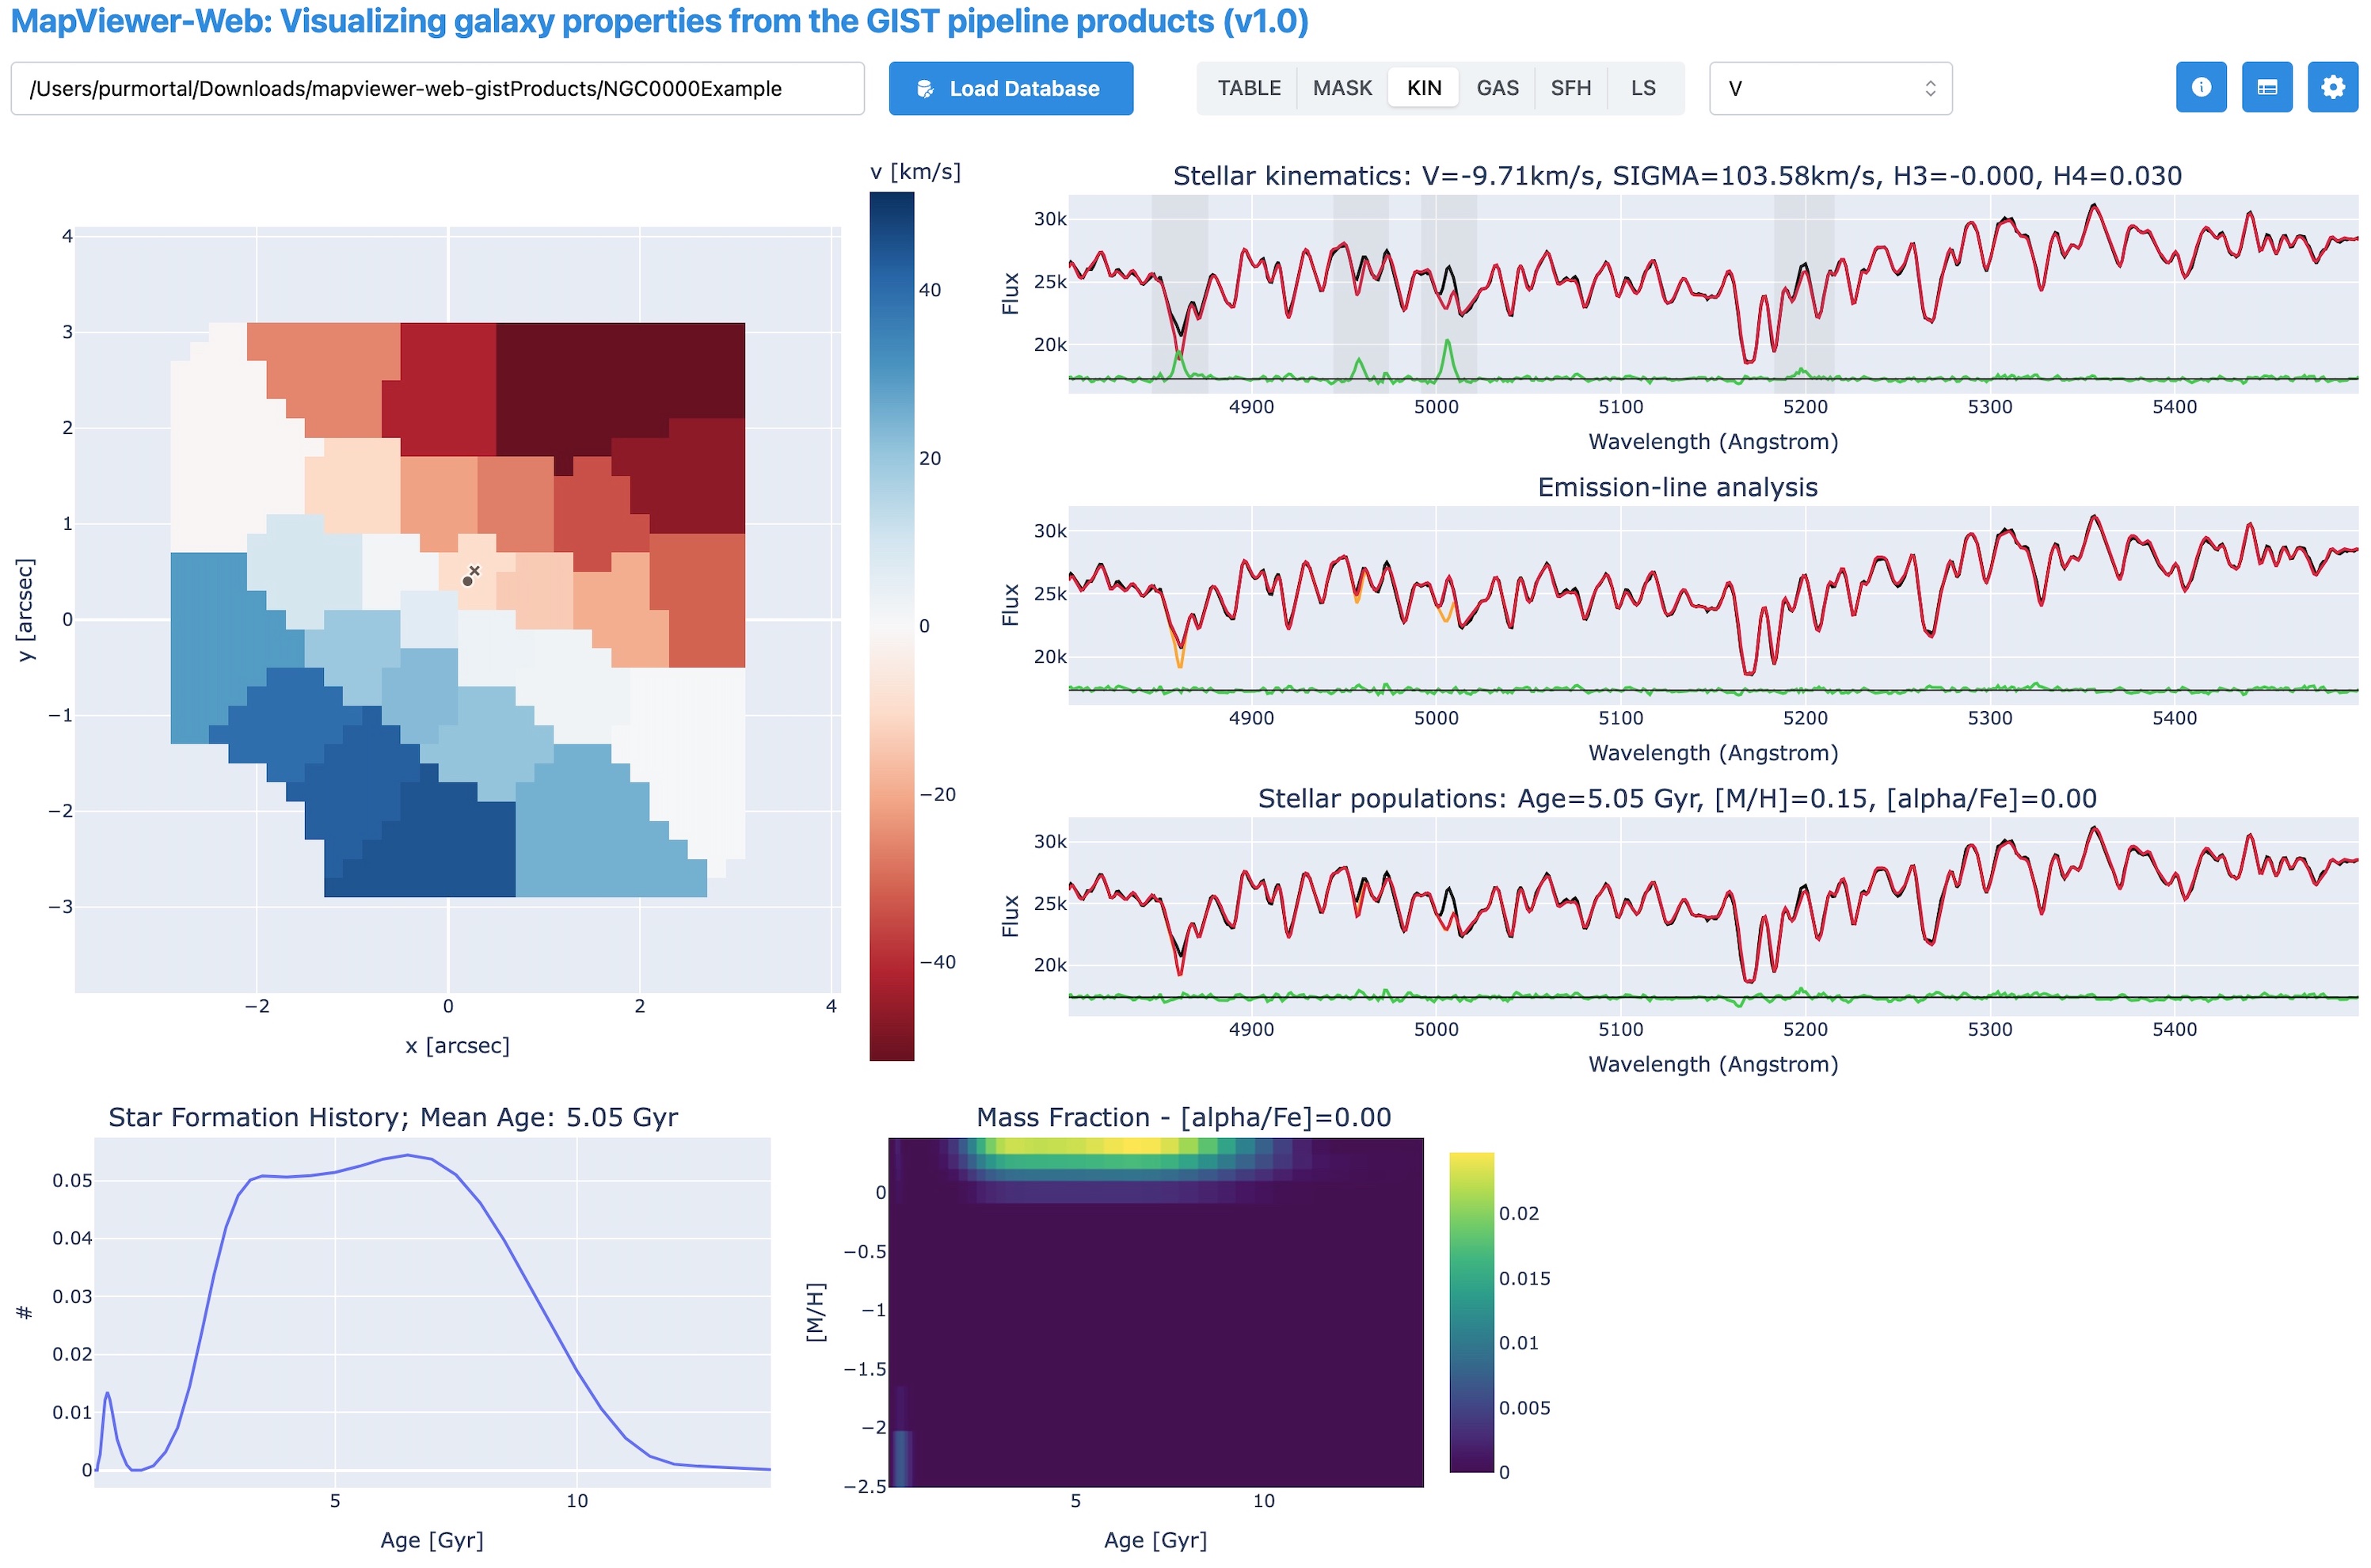 MapViewer-Web: Visualizing galaxy properties from the GIST pipeline products (v1.0)
/Users/purmortal/Downloads/mapviewer-web-gistProducts/NGC0000Example
Load Database
TABLE MASK KIN GAS SFH LS
V
v [km/s]
40
20
0
−20
−40
4
3
2
1
0
−1
−2
−3
y [arcsec]
−2 0 2 4
x [arcsec]
Stellar kinematics: V=-9.71km/s, SIGMA=103.58km/s, H3=-0.000, H4=0.030
30k
25k
20k
Flux
4900 5000 5100 5200 5300 5400
Wavelength (Angstrom)
Emission-line analysis
30k
25k
20k
Flux
4900 5000 5100 5200 5300 5400
Wavelength (Angstrom)
Stellar populations: Age=5.05 Gyr, [M/H]=0.15, [alpha/Fe]=0.00
30k
25k
20k
Flux
4900 5000 5100 5200 5300 5400
Wavelength (Angstrom)
Star Formation History; Mean Age: 5.05 Gyr
0.05
0.04
0.03
0.02
0.01
0
#
5 10
Age [Gyr]
Mass Fraction - [alpha/Fe]=0.00
0
−0.5
−1
−1.5
−2
−2.5
[M/H]
5 10
Age [Gyr]
0.02
0.015
0.01
0.005
0